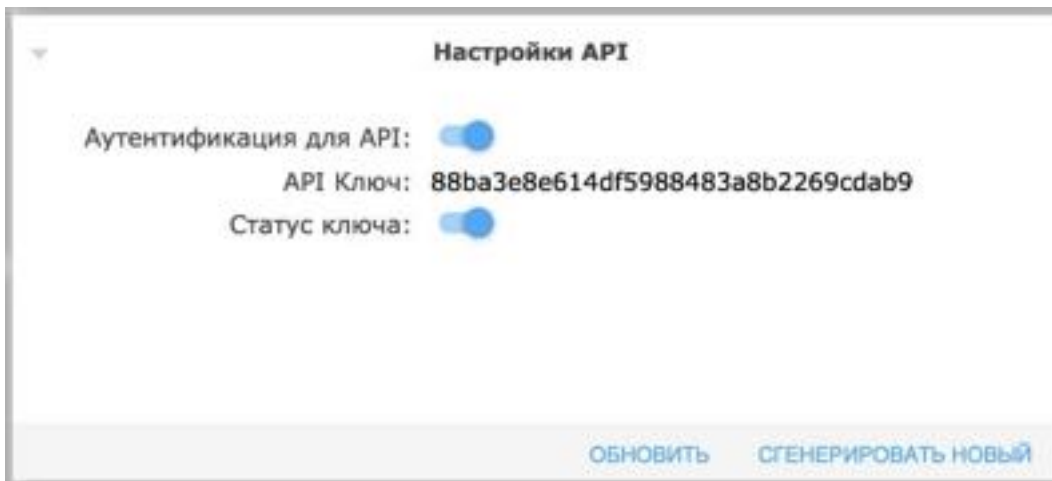 Настройки API
Аутентификация для API:
API Ключ: 88ba3e8e614df5988483a8b2269cdab9
Статус ключа:
ОБНОВИТЬ СГЕНЕРИРОВАТЬ НОВЫЙ